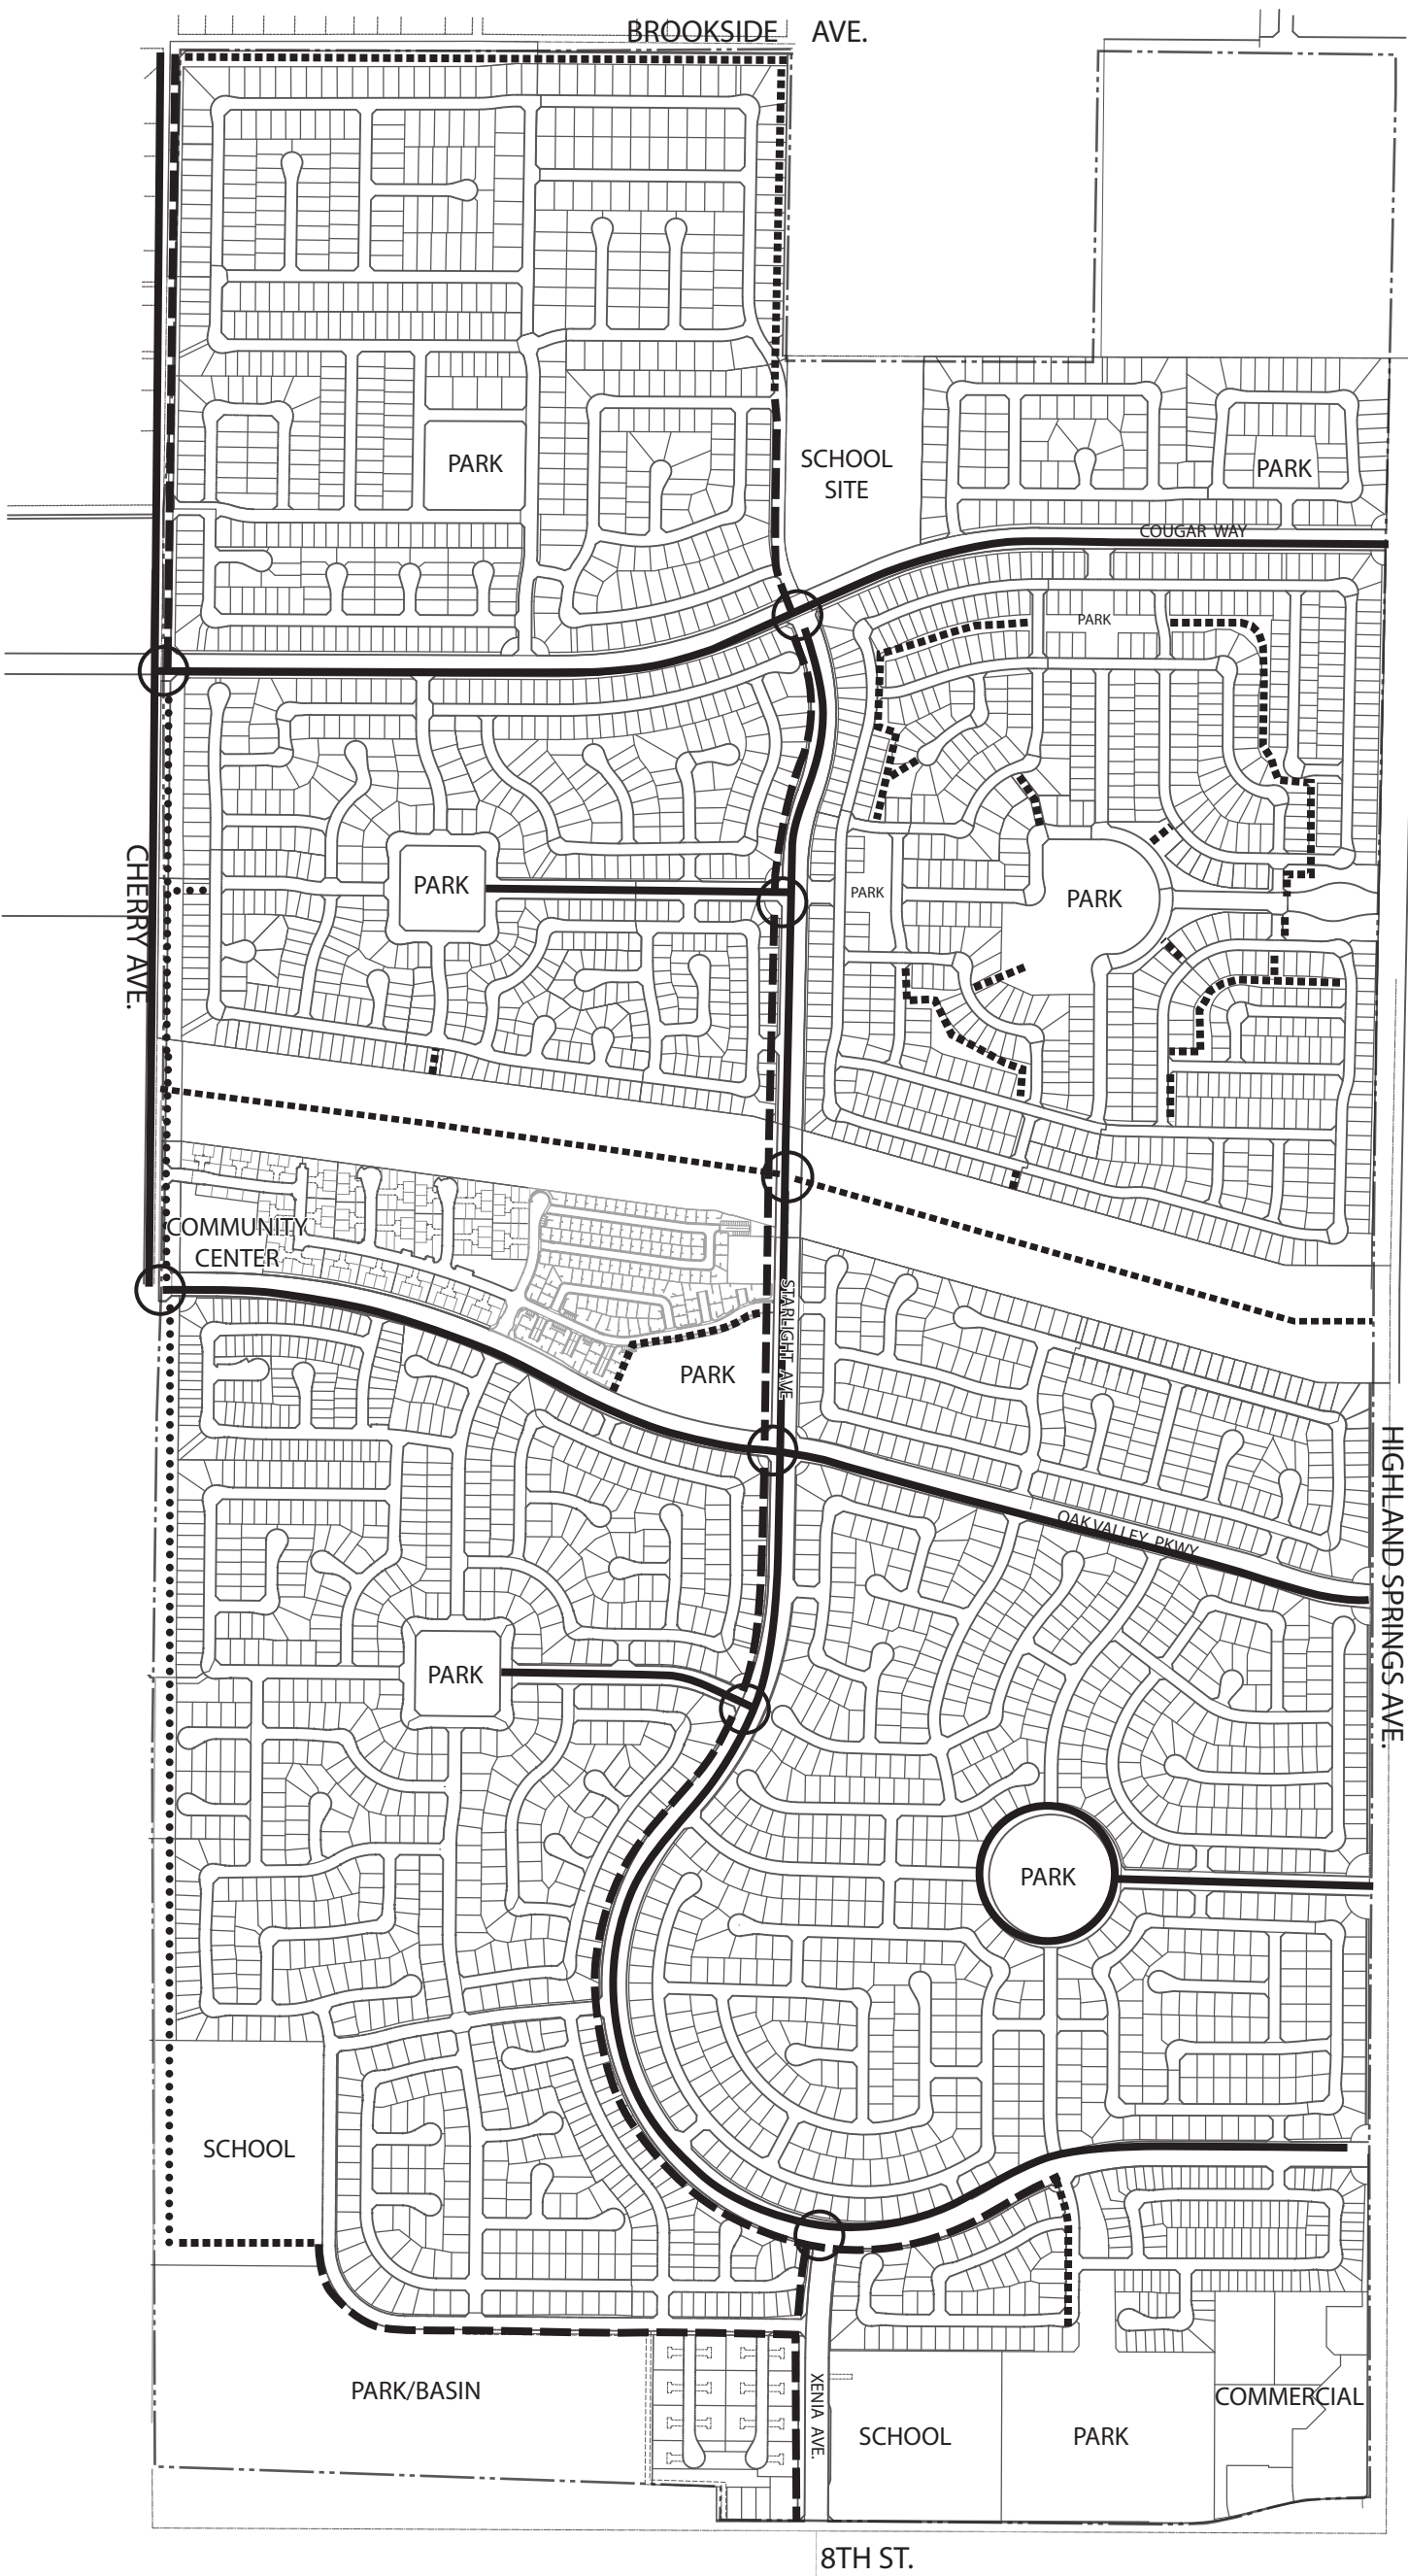 BROOKSIDE AVE.
PARK
SCHOOL
SITE
PARK
COUGAR WAY
PARK
CHERRY AVE.
PARK
PARK
PARK
COMMUNITY
CENTER
STARLIGHT AVE
PARK
OAK VALLEY PKWY
HIGHLAND SPRINGS AVE.
PARK
PARK
SCHOOL
PARK/BASIN
XENIA AVE.
SCHOOL
PARK
COMMERCIAL
8TH ST.